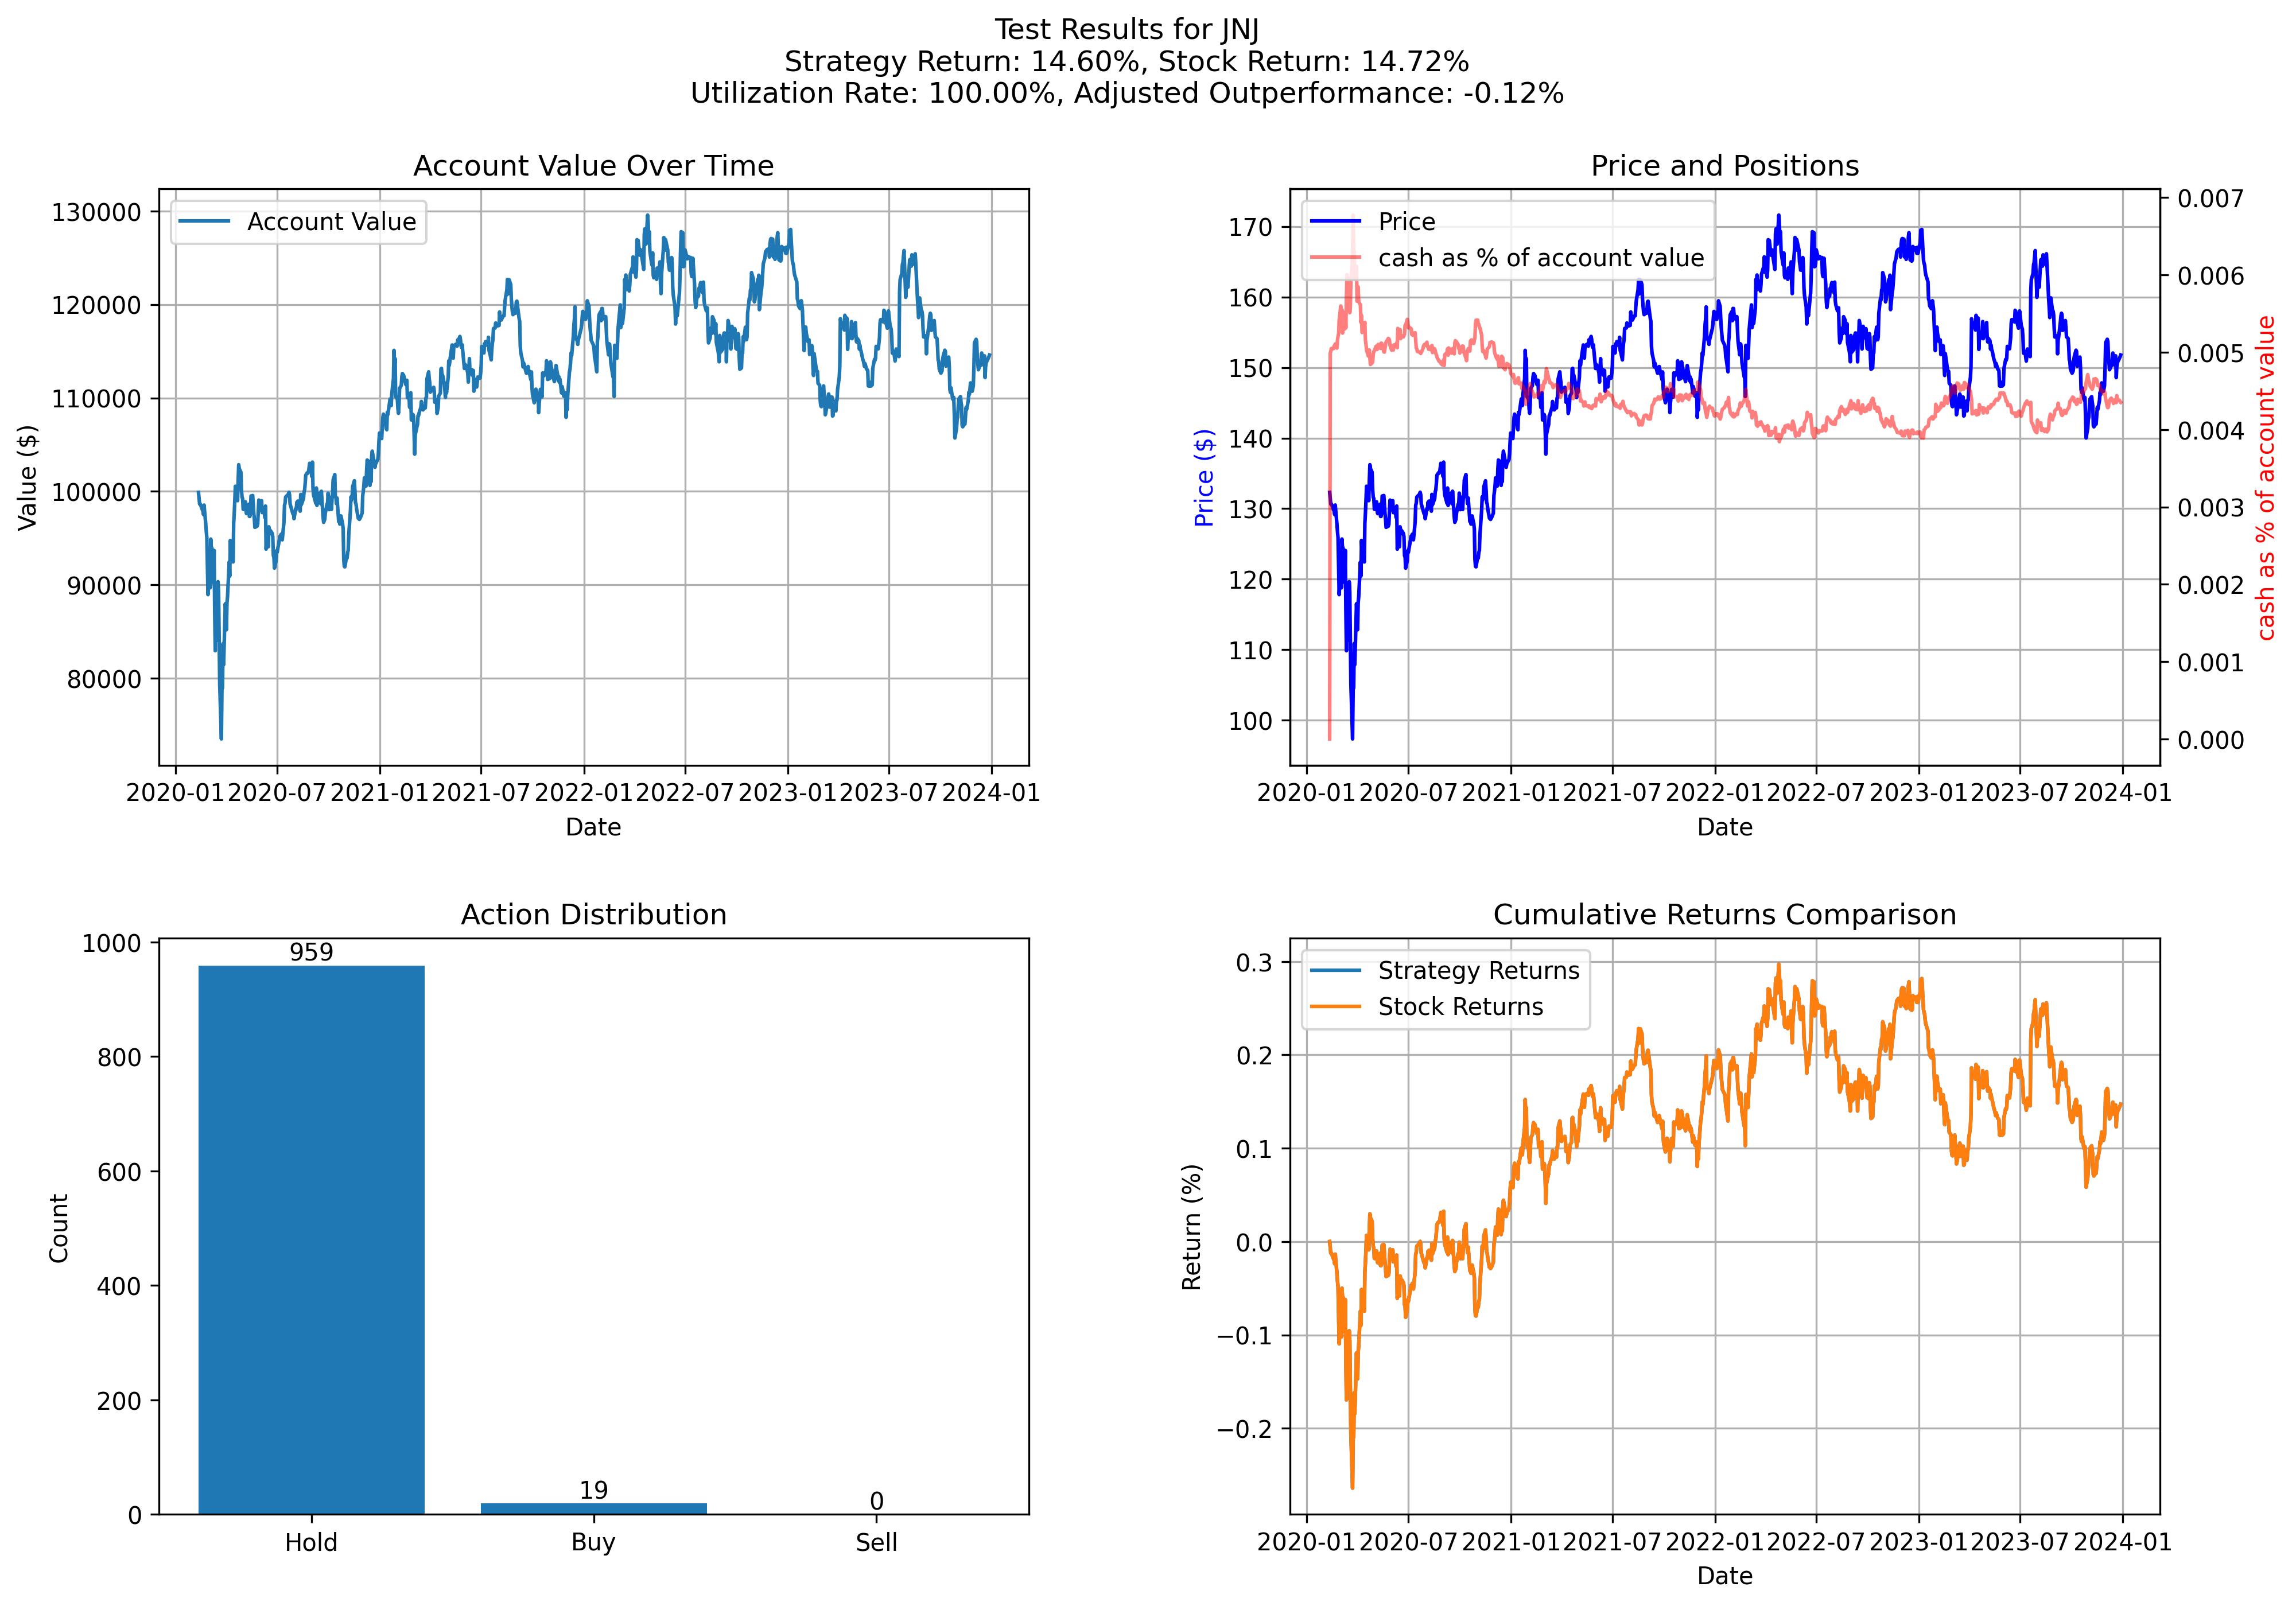 Test Results for JNJ
Strategy Return: 14.60%, Stock Return: 14.72%
Utilization Rate: 100.00%, Adjusted Outperformance: -0.12%
Account Value Over Time
Account Value
130000
120000
110000
100000
90000
80000
Value ($)
2020-01 2020-07 2021-01 2021-07 2022-01 2022-07 2023-01 2023-07 2024-01
Date
Price and Positions
Price
cash as % of account value
170
160
150
140
130
120
110
100
Price ($)
0.007
0.006
0.005
0.004
0.003
0.002
0.001
0.000
cash as % of account value
2020-01 2020-07 2021-01 2021-07 2022-01 2022-07 2023-01 2023-07 2024-01
Date
Action Distribution
1000
800
600
400
200
0
Count
959
19
0
Hold Buy Sell
Cumulative Returns Comparison
Strategy Returns
Stock Returns
0.3
0.2
0.1
0.0
−0.1
−0.2
Return (%)
2020-01 2020-07 2021-01 2021-07 2022-01 2022-07 2023-01 2023-07 2024-01
Date